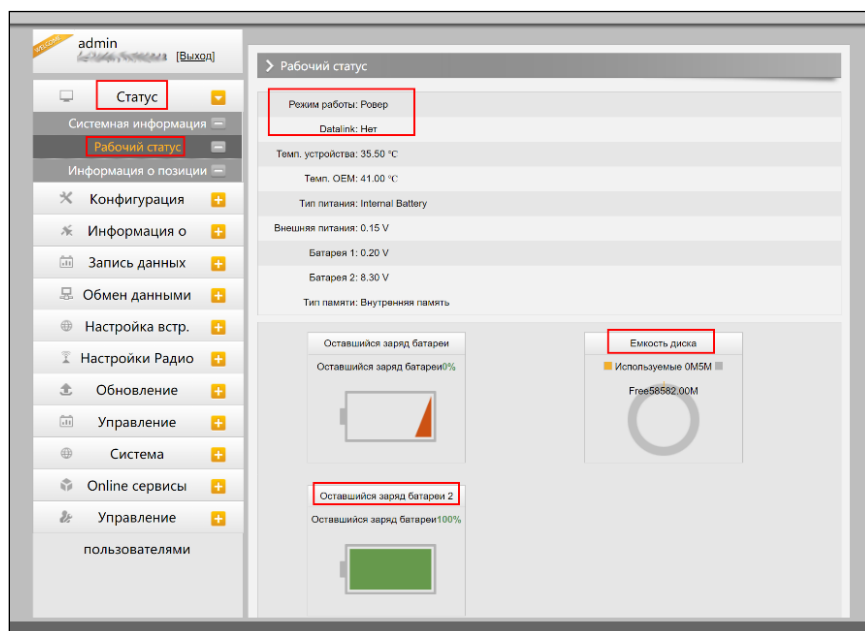 WELCOME
admin
[Выход]
Статус
Системная информация
Рабочий статус
Информация о позиции
Конфигурация
Информация о
Запись данных
Обмен данными
Настройка встр.
Настройки Радио
Обновление
Управление
Система
Online сервисы
Управление
пользователями
Рабочий статус
Режим работы: Ровер
Datalink: Нет
Темп. устройства: 35.50 °C
Темп. OEM: 41.00 °C
Тип питания: Internal Battery
Внешняя питания: 0.15 V
Батарея 1: 0.20 V
Батарея 2: 8.30 V
Тип памяти: Внутренняя память
Оставшийся заряд батареи
Оставшийся заряд батареи0%
Емкость диска
Используемые 0M5M
Free58582.00M
Оставшийся заряд батареи 2
Оставшийся заряд батареи100%